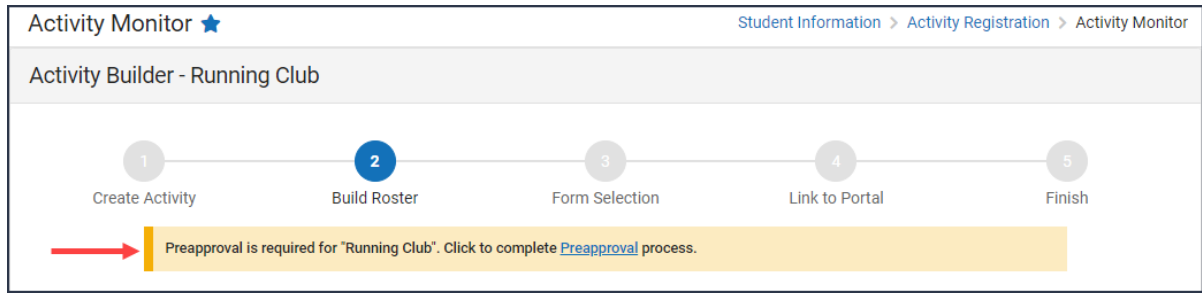 Activity Monitor
Student Information > Activity Registration > Activity Monitor
Activity Builder - Running Club
1 2 3 4 5
Create Activity Build Roster Form Selection Link to Portal Finish
Preapproval is required for "Running Club". Click to complete Preapproval process.